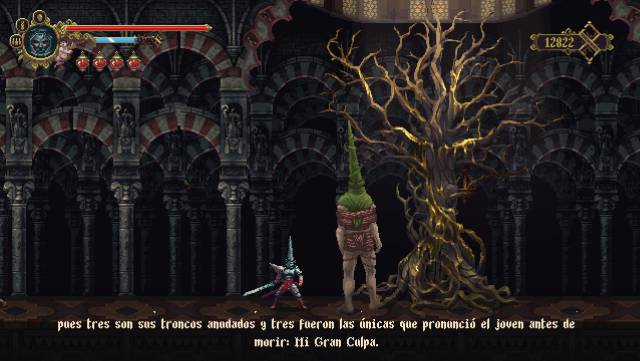 12022
pues tres son sus troncos anudados y tres fueron las únicas que pronunció el joven antes de
morir: Mi Gran Culpa.